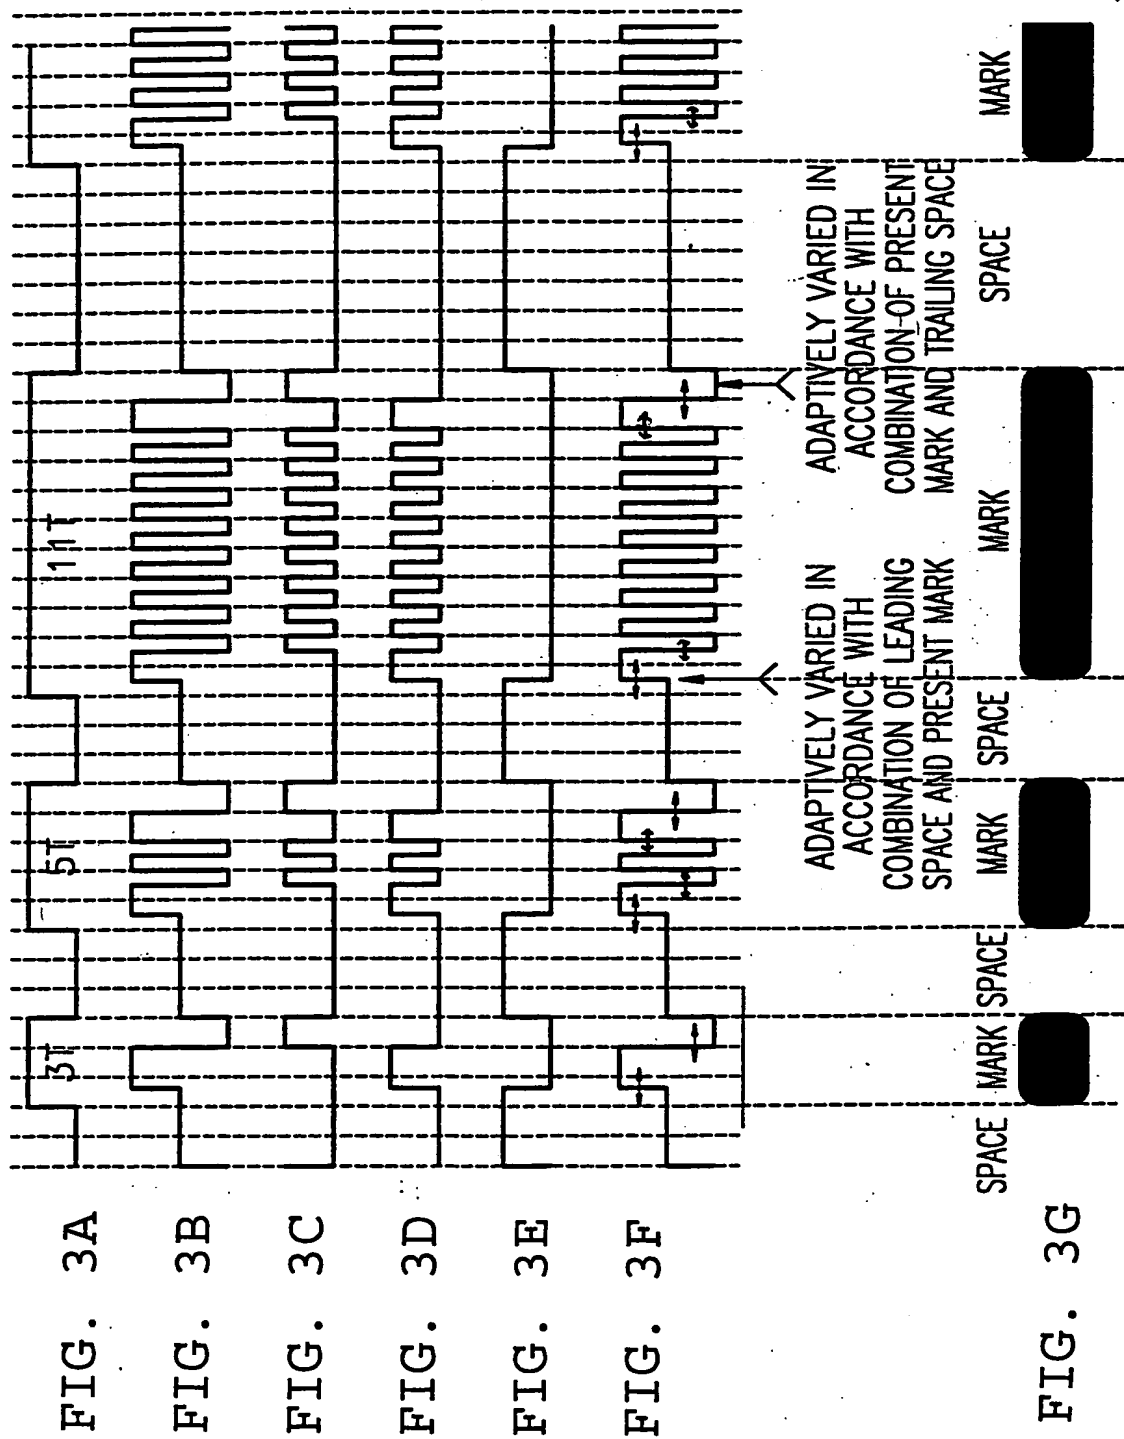 FIG. 3A
3T
5T
11T
FIG. 3B
FIG. 3C
FIG. 3D
FIG. 3E
FIG. 3F
ADAPTIVELY VARIED IN
ACCORDANCE WITH
COMBINATION OF LEADING
SPACE AND PRESENT MARK
ADAPTIVELY VARIED IN
ACCORDANCE WITH
COMBINATION OF PRESENT
MARK AND TRAILING SPACE
SPACE MARK SPACE MARK SPACE MARK SPACE MARK
FIG. 3G